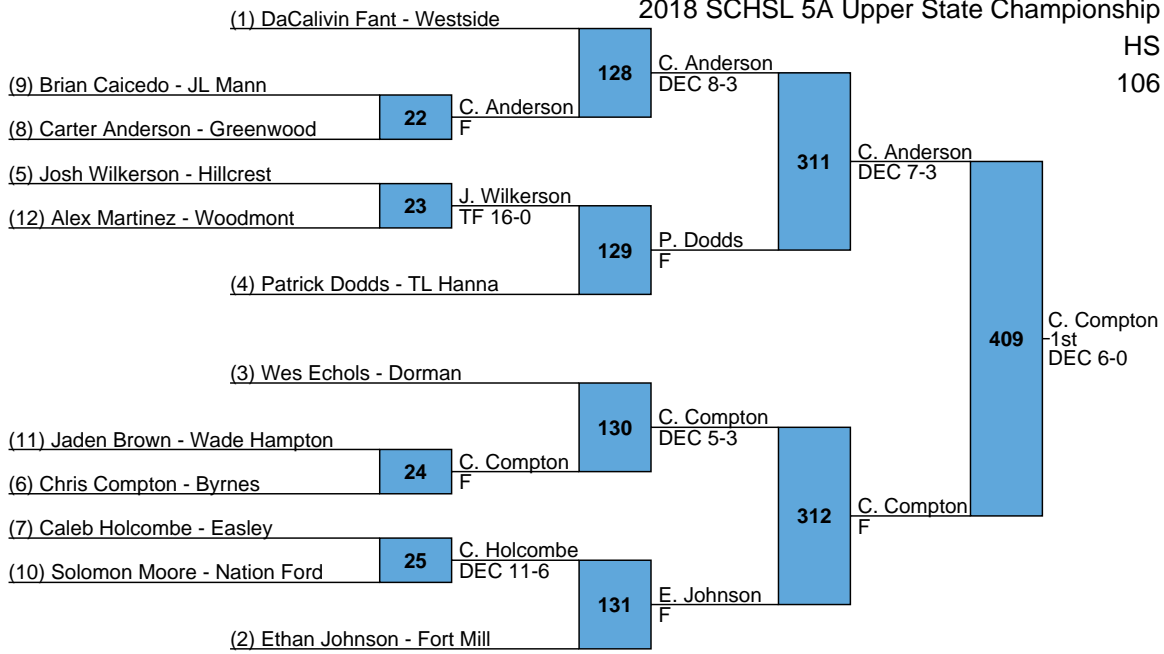 2018 SCHSL 5A Upper State Championship
HS
106
(1) DaCalivin Fant - Westside
128
C. Anderson
DEC 8-3
(9) Brian Caicedo - JL Mann
22
C. Anderson
F
(8) Carter Anderson - Greenwood
311
C. Anderson
DEC 7-3
(5) Josh Wilkerson - Hillcrest
23
J. Wilkerson
TF 16-0
(12) Alex Martinez - Woodmont
129
P. Dodds
F
(4) Patrick Dodds - TL Hanna
409
C. Compton
1st
DEC 6-0
(3) Wes Echols - Dorman
130
C. Compton
DEC 5-3
(11) Jaden Brown - Wade Hampton
24
C. Compton
F
(6) Chris Compton - Byrnes
312
C. Compton
F
(7) Caleb Holcombe - Easley
25
C. Holcombe
DEC 11-6
(10) Solomon Moore - Nation Ford
131
E. Johnson
F
(2) Ethan Johnson - Fort Mill